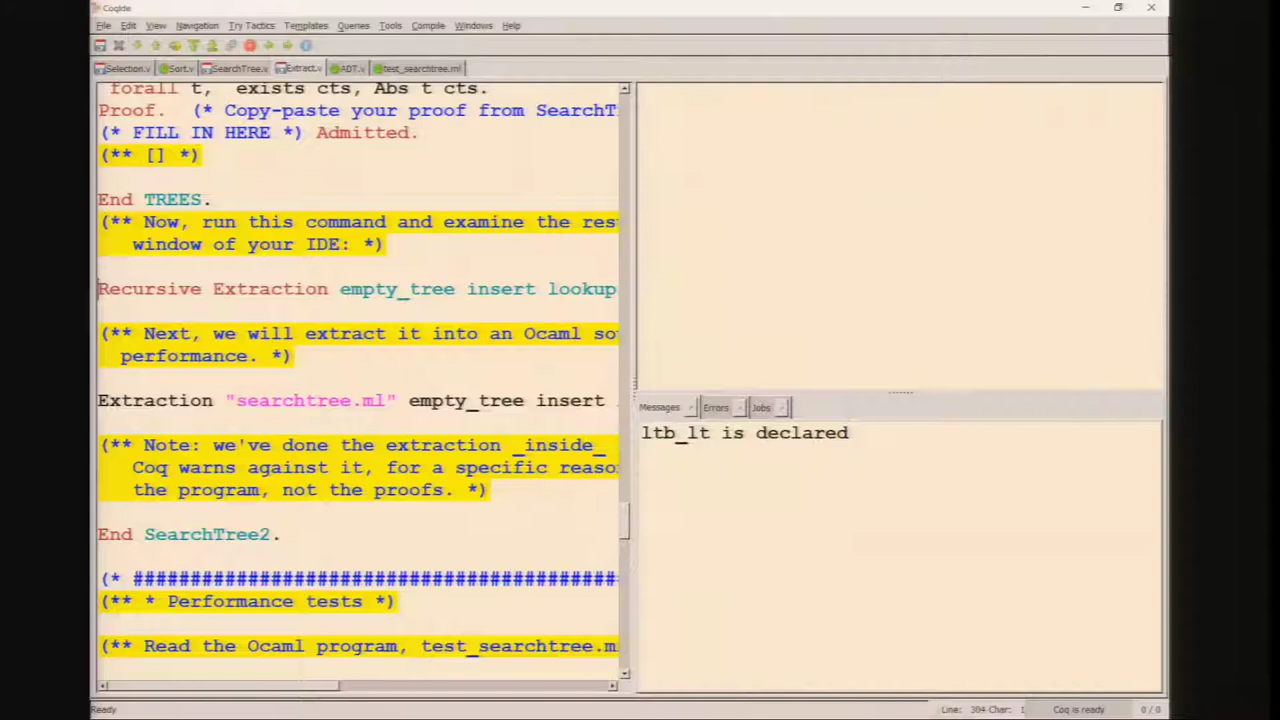 CoqIde
File Edit View Navigation Try Tactics Templates Queries Tools Compile Windows Help
Selection.v Sort.v SearchTree.v Extract.v ADT.v test_searchtree.ml
forall t, exists cts, Abs t cts.
Proof. (* Copy-paste your proof from SearchT
(* FILL IN HERE *) Admitted.
(** [] *)
End TREES.
(** Now, run this command and examine the res
window of your IDE: *)
Recursive Extraction empty_tree insert lookup
(** Next, we will extract it into an Ocaml so
performance. *)
Extraction "searchtree.ml" empty_tree insert
(** Note: we've done the extraction _inside_
Coq warns against it, for a specific reaso
the program, not the proofs. *)
End SearchTree2.
(* ##########################################
(** * Performance tests *)
(** Read the Ocaml program, test_searchtree.m
Messages Errors Jobs
ltb_lt is declared
Ready Line: 304 Char: 1 Coq is ready 0 / 0